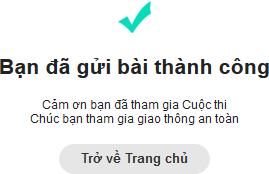 Bạn đã gửi bài thành công
Cảm ơn bạn đã tham gia Cuộc thi
Chúc bạn tham gia giao thông an toàn
Trở về Trang chủ